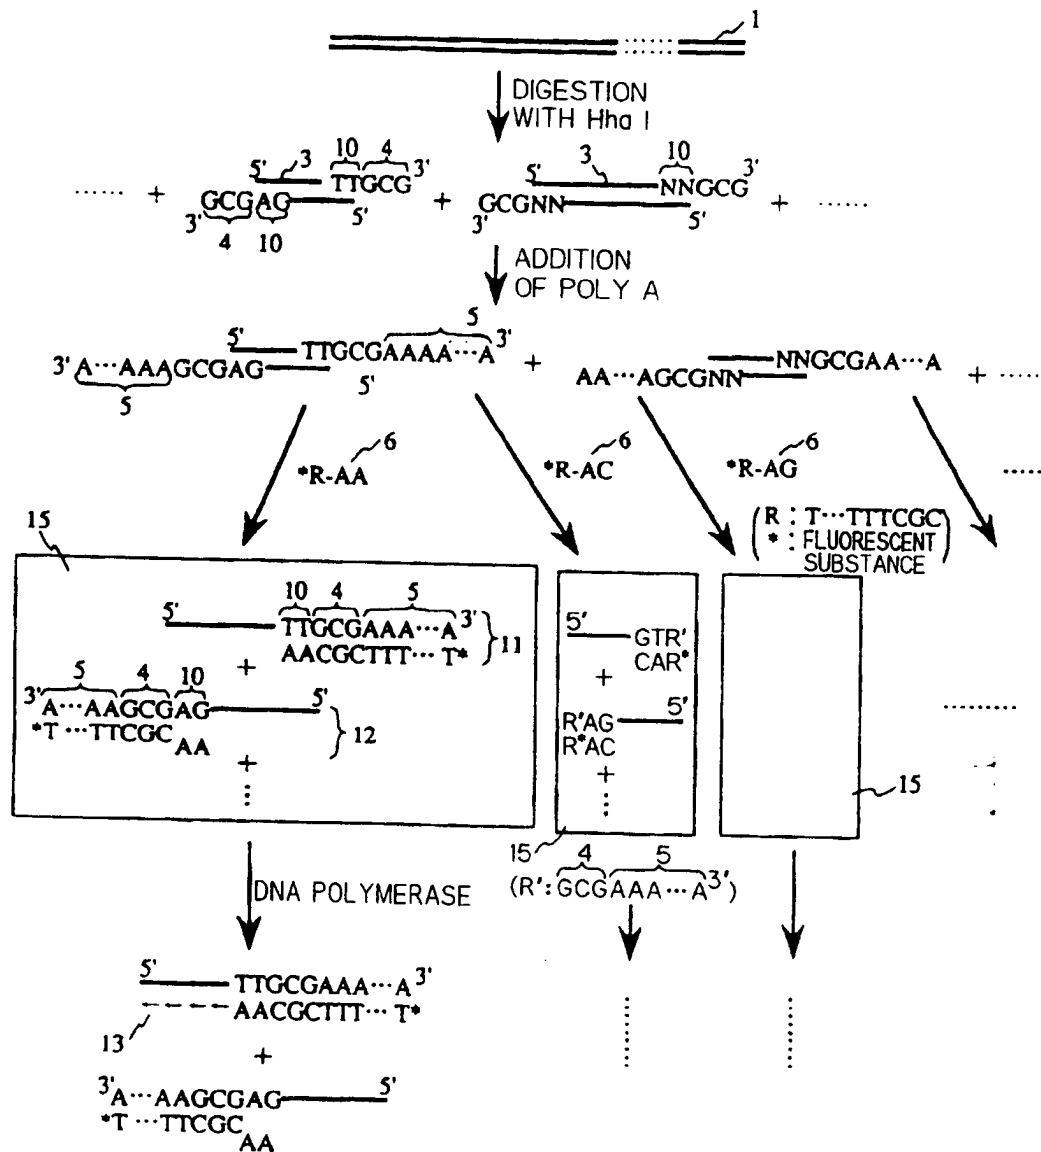 1
DIGESTION
WITH Hha I
5' 3 10 4 3' 3 10 3'
TTGCG NNGCG
...... + GCGAG + GCGNN + ......
3' 5' 3' 5'
4 10
ADDITION
OF POLY A
5
5' TTGCGAAAA···A 3' NNGCGAA···A
3' A···AAAGCGAG + AA···AGCGNN + ·····
5 5'
6 6 6
*R-AA *R-AC *R-AG ·····
(R : T···TTTCGC)
* : FLUORESCENT
SUBSTANCE
15
10 4 5
5' TTGCGAAA···A 3' 11
AACGCTTT···T*
+
5 4 10
3' A···AAGCGAG 5' 12
*T···TTCGC
AA
+
⋮
5' GTR'
CAR*
+
5'
R'AG
R*AC
+
⋮
15
15
4 5
(R':GCGAAA···A 3')
DNA POLYMERASE
5' TTGCGAAA···A 3'
AACGCTTT···T*
13
+
3' A···AAGCGAG 5'
*T···TTCGC
AA